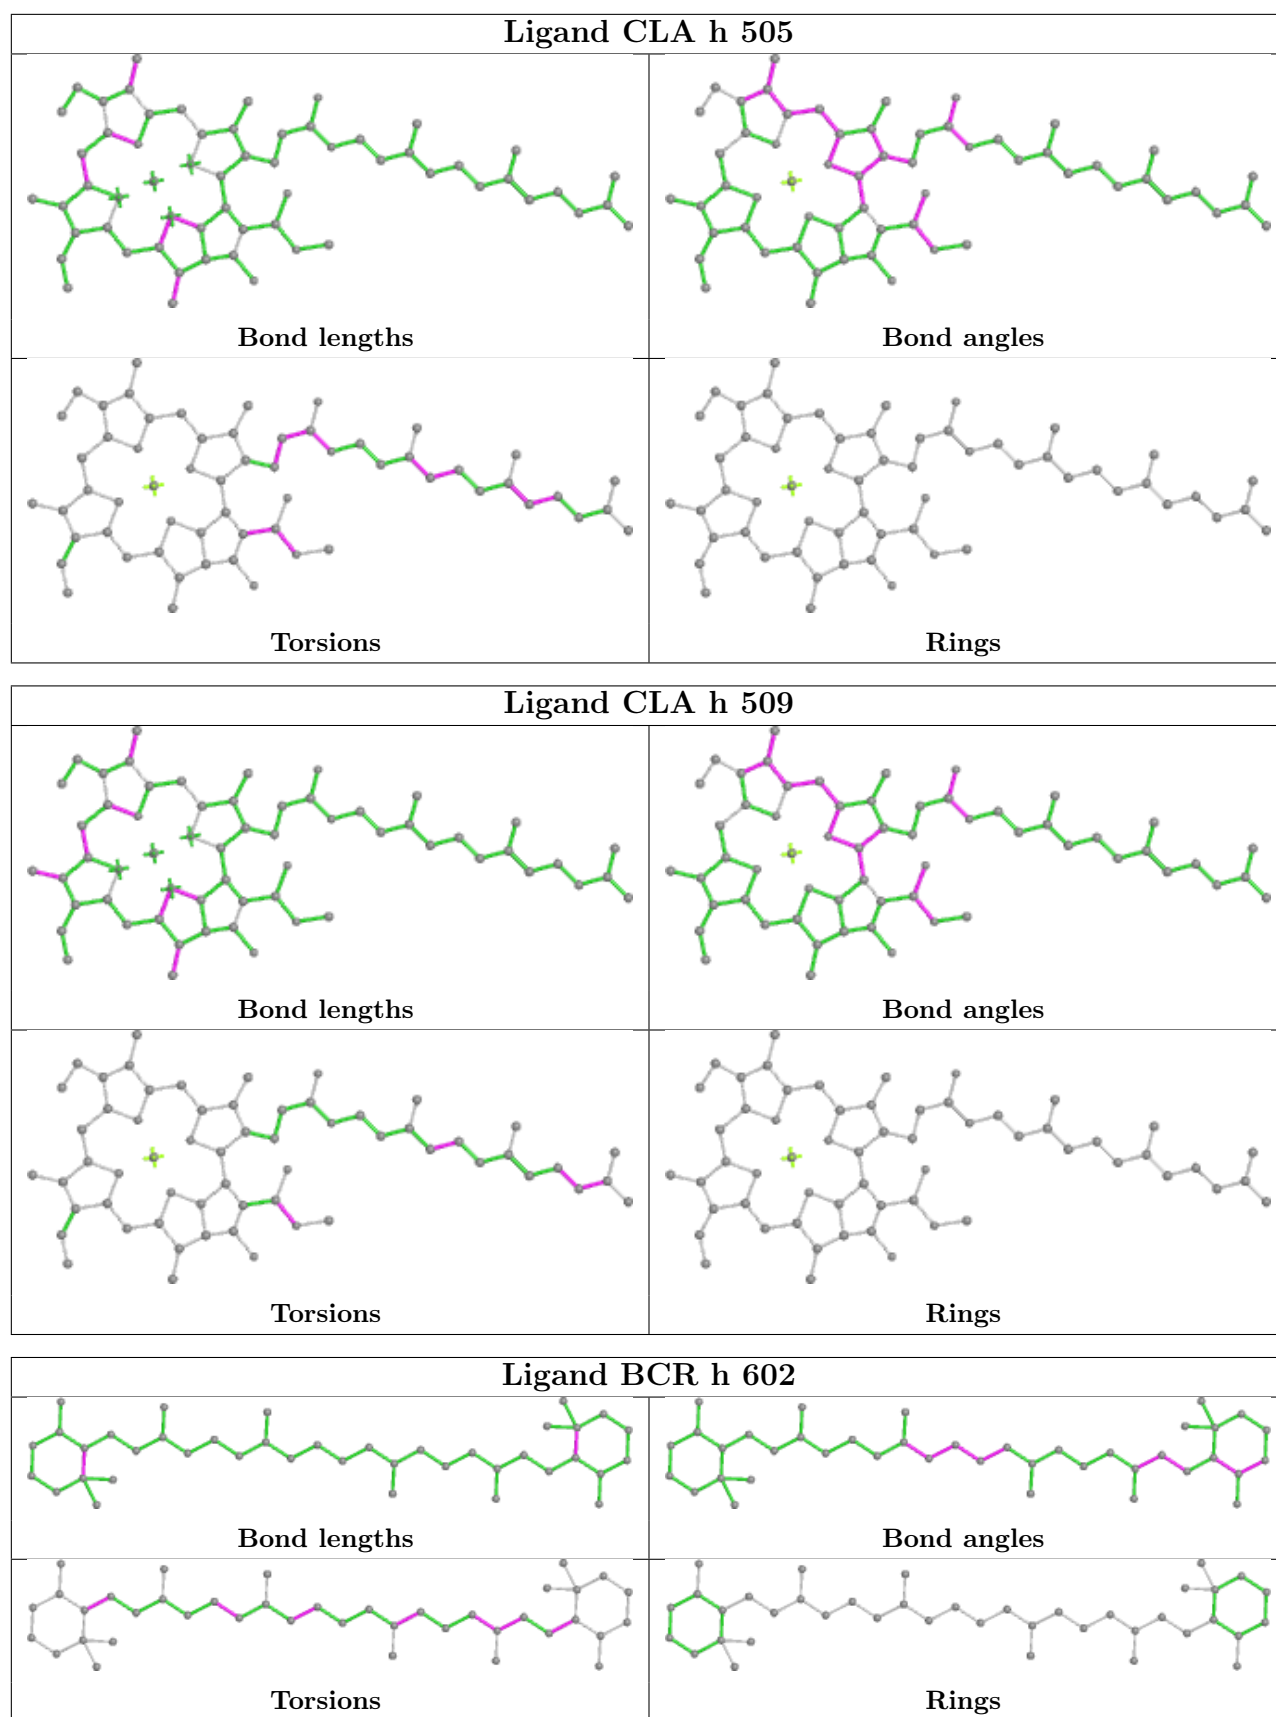 Ligand CLA h 505
Bond lengths
Bond angles
Torsions
Rings
Ligand CLA h 509
Bond lengths
Bond angles
Torsions
Rings
Ligand BCR h 602
Bond lengths
Bond angles
Torsions
Rings